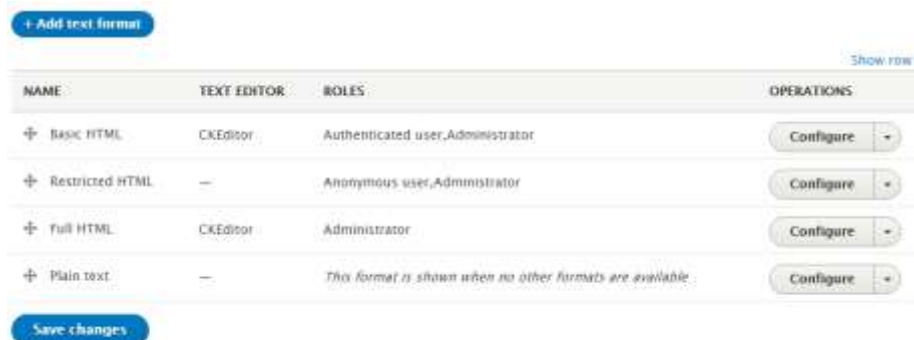 + Add text format
Show row
NAME TEXT EDITOR ROLES OPERATIONS
Basic HTML CKEditor Authenticated user,Administrator Configure
Restricted HTML — Anonymous user,Administrator Configure
Full HTML CKEditor Administrator Configure
Plain text — This format is shown when no other formats are available Configure
Save changes